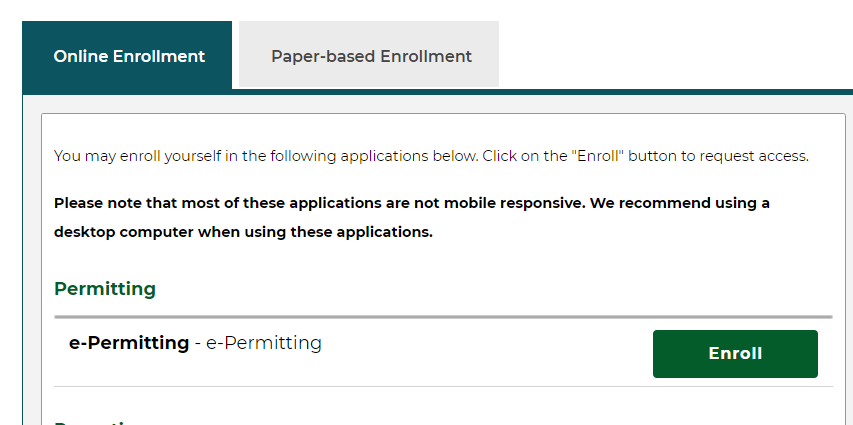 Online Enrollment
Paper-based Enrollment
You may enroll yourself in the following applications below. Click on the "Enroll" button to request access.
Please note that most of these applications are not mobile responsive. We recommend using a
desktop computer when using these applications.
Permitting
e-Permitting - e-Permitting
Enroll